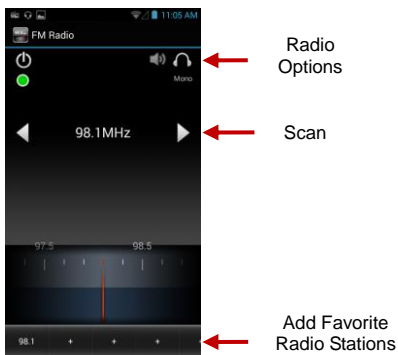 11:05 AM
FM Radio
Radio
Options
Mono
98.1MHz
Scan
97.5 98.5
98.1 + + +
Add Favorite
Radio Stations